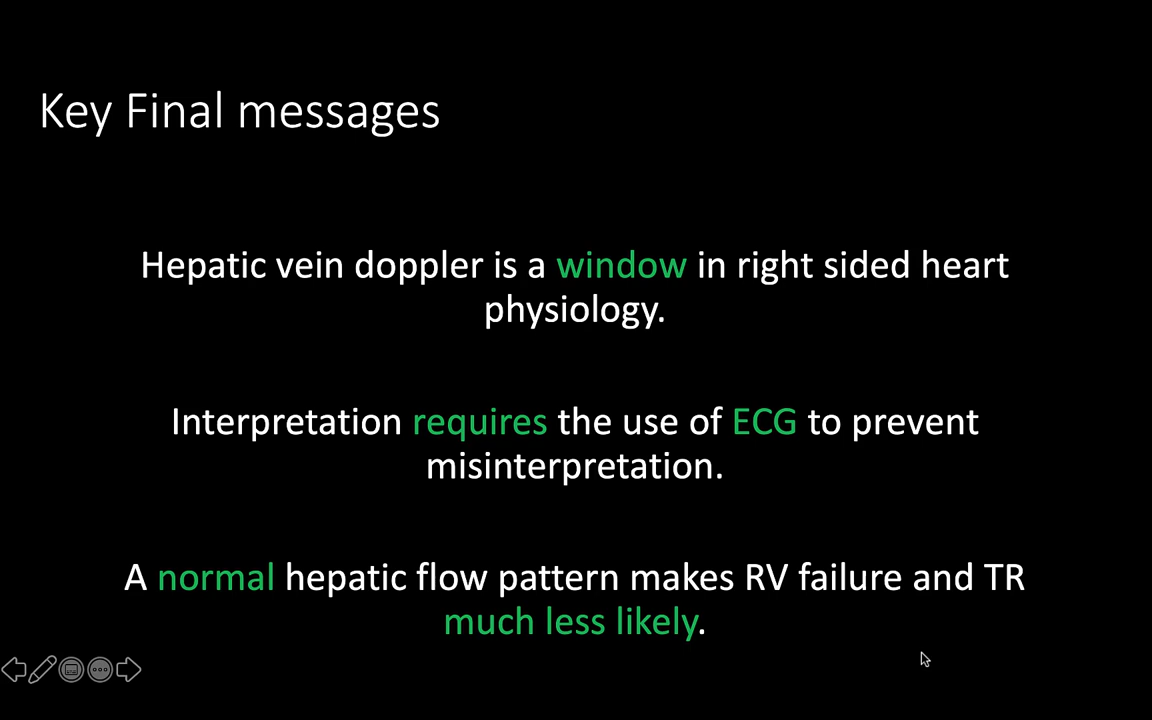 Key Final messages
Hepatic vein doppler is a window in right sided heart
physiology.
Interpretation requires the use of ECG to prevent
misinterpretation.
A normal hepatic flow pattern makes RV failure and TR
much less likely.